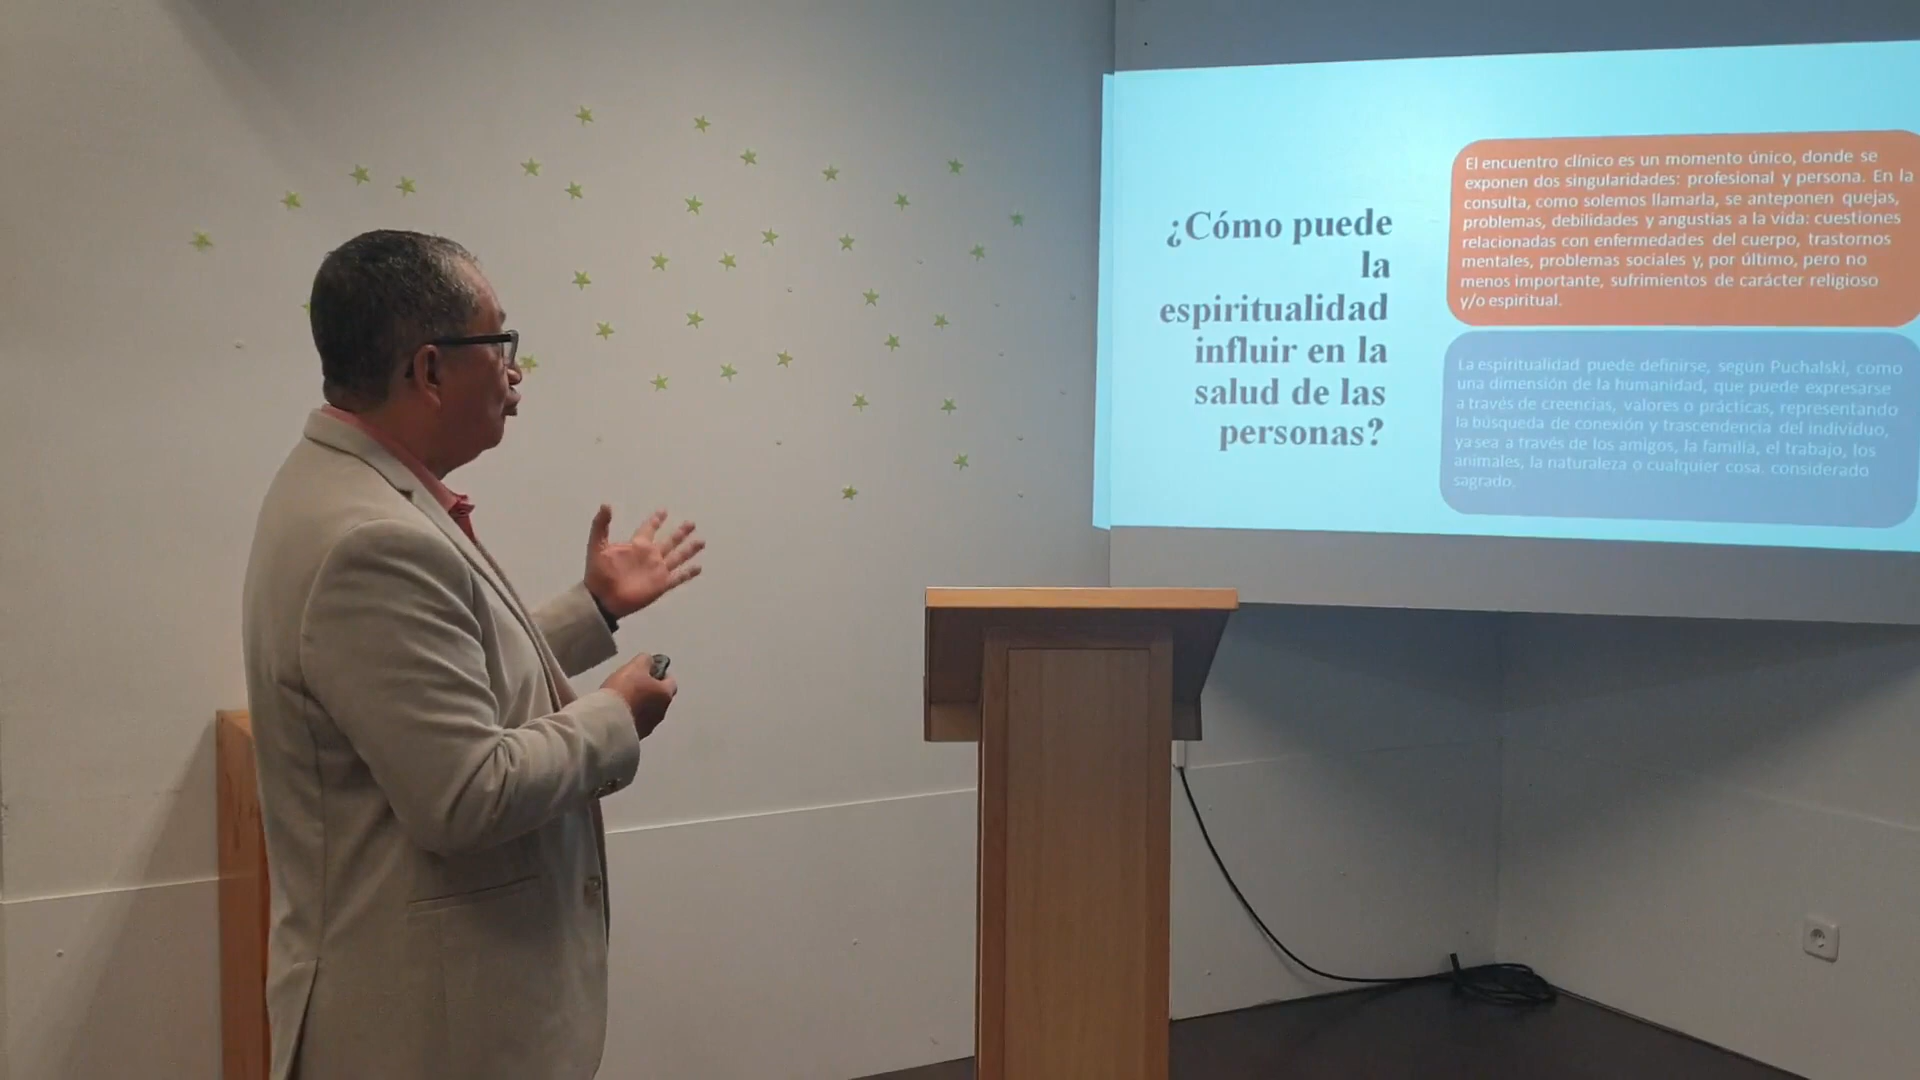 ¿Cómo puede
la
espiritualidad
influir en la
salud de las
personas?
El encuentro clínico es un momento único, donde se
exponen dos singularidades: profesional y persona. En la
consulta, como solemos llamarla, se anteponen quejas,
problemas, debilidades y angustias a la vida: cuestiones
relacionadas con enfermedades del cuerpo, trastornos
mentales, problemas sociales y, por último, pero no
menos importante, sufrimientos de carácter religioso
y/o espiritual.
La espiritualidad puede definirse, según Puchalski, como
una dimensión de la humanidad, que puede expresarse
a través de creencias, valores o prácticas, representando
la búsqueda de conexión y trascendencia del individuo,
ya sea a través de los amigos, la familia, el trabajo, los
animales, la naturaleza o cualquier cosa. considerado
sagrado.